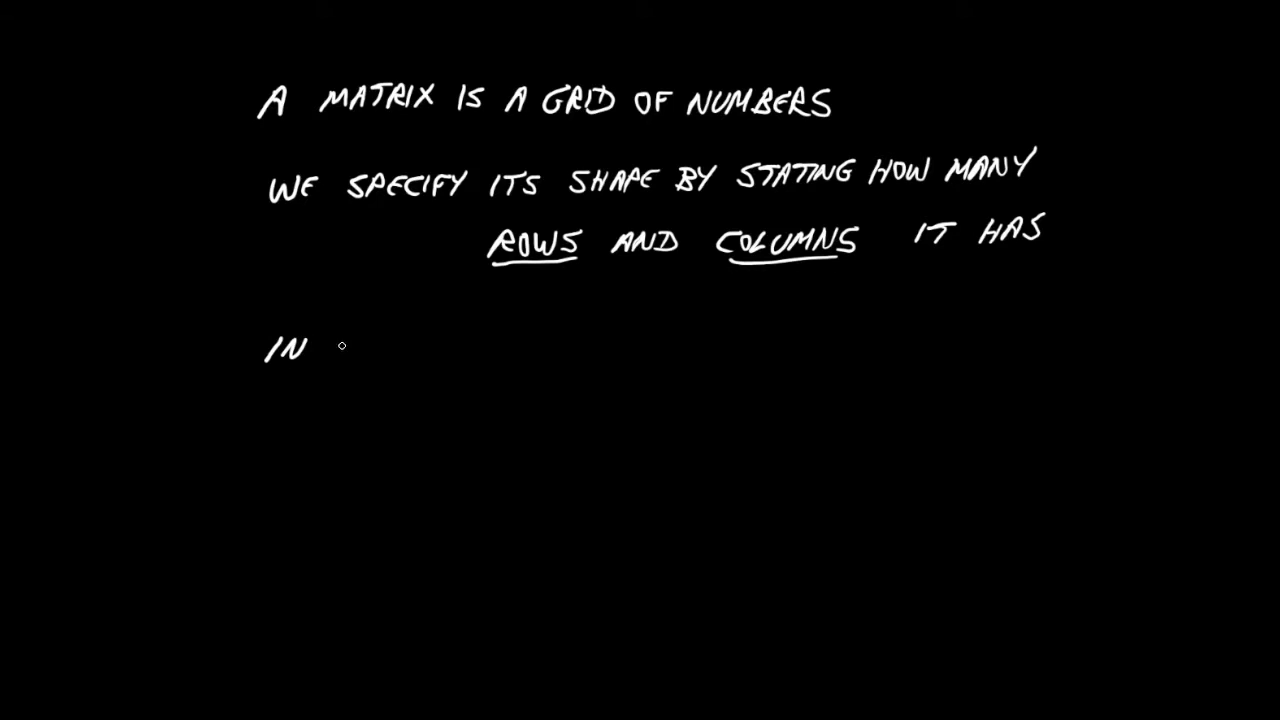 A MATRIX IS A GRID OF NUMBERS
WE SPECIFY ITS SHAPE BY STATING HOW MANY
ROWS AND COLUMNS IT HAS
IN